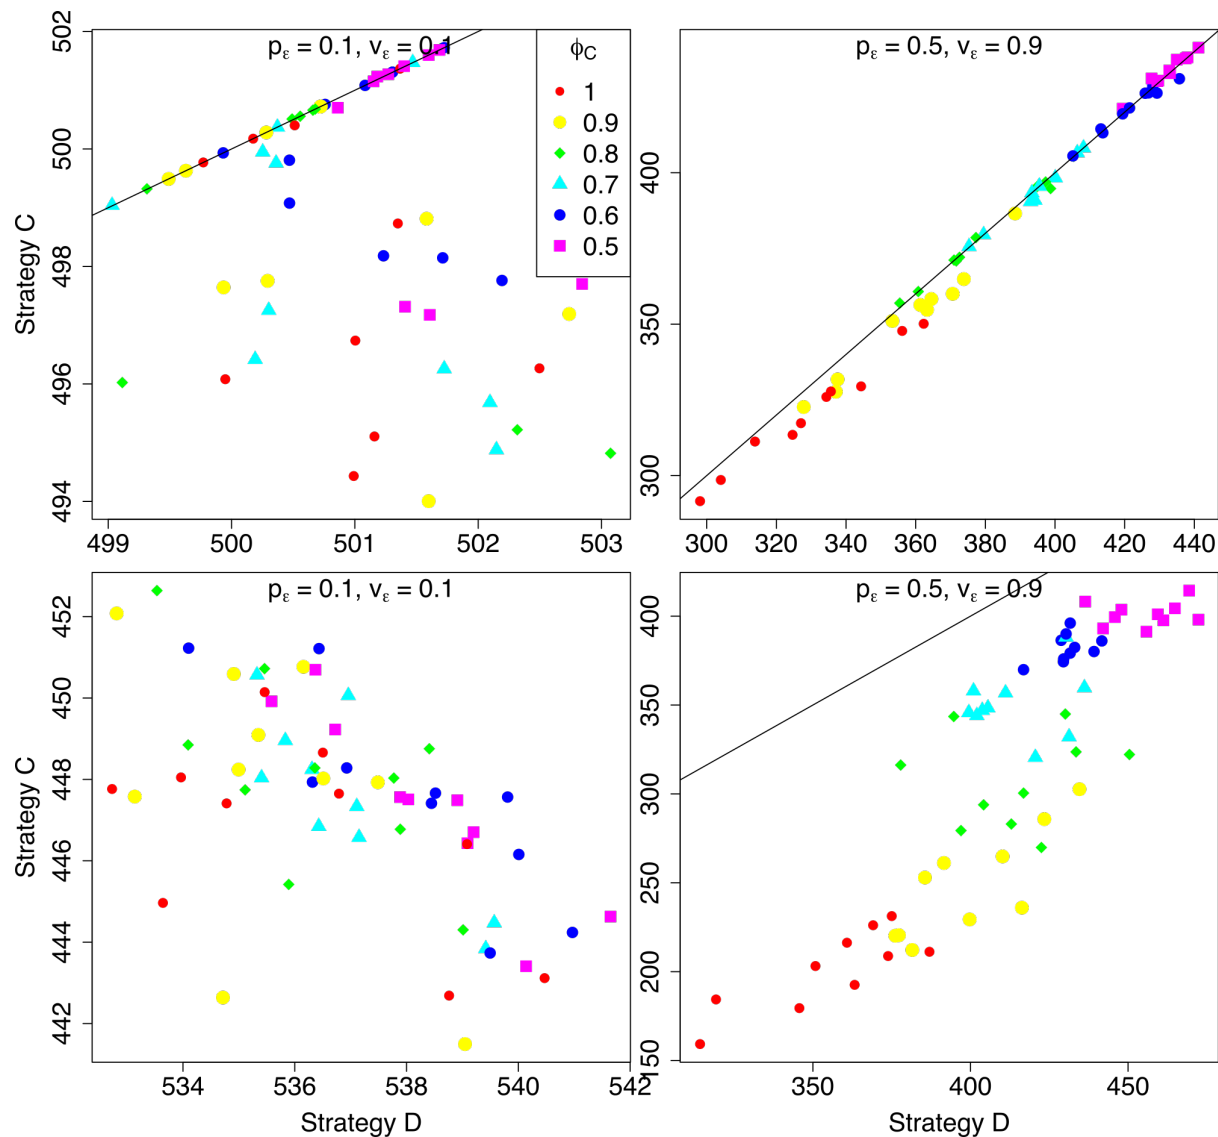 p_ε = 0.1, v_ε = 0.1
Strategy C
502
500
498
496
494
499 500 501 502 503
ϕ_C
1
0.9
0.8
0.7
0.6
0.5
p_ε = 0.5, v_ε = 0.9
400
350
300
300 320 340 360 380 400 420 440
p_ε = 0.1, v_ε = 0.1
Strategy C
452
450
448
446
444
442
534 536 538 540 542
Strategy D
p_ε = 0.5, v_ε = 0.9
400
350
300
250
200
150
350 400 450
Strategy D